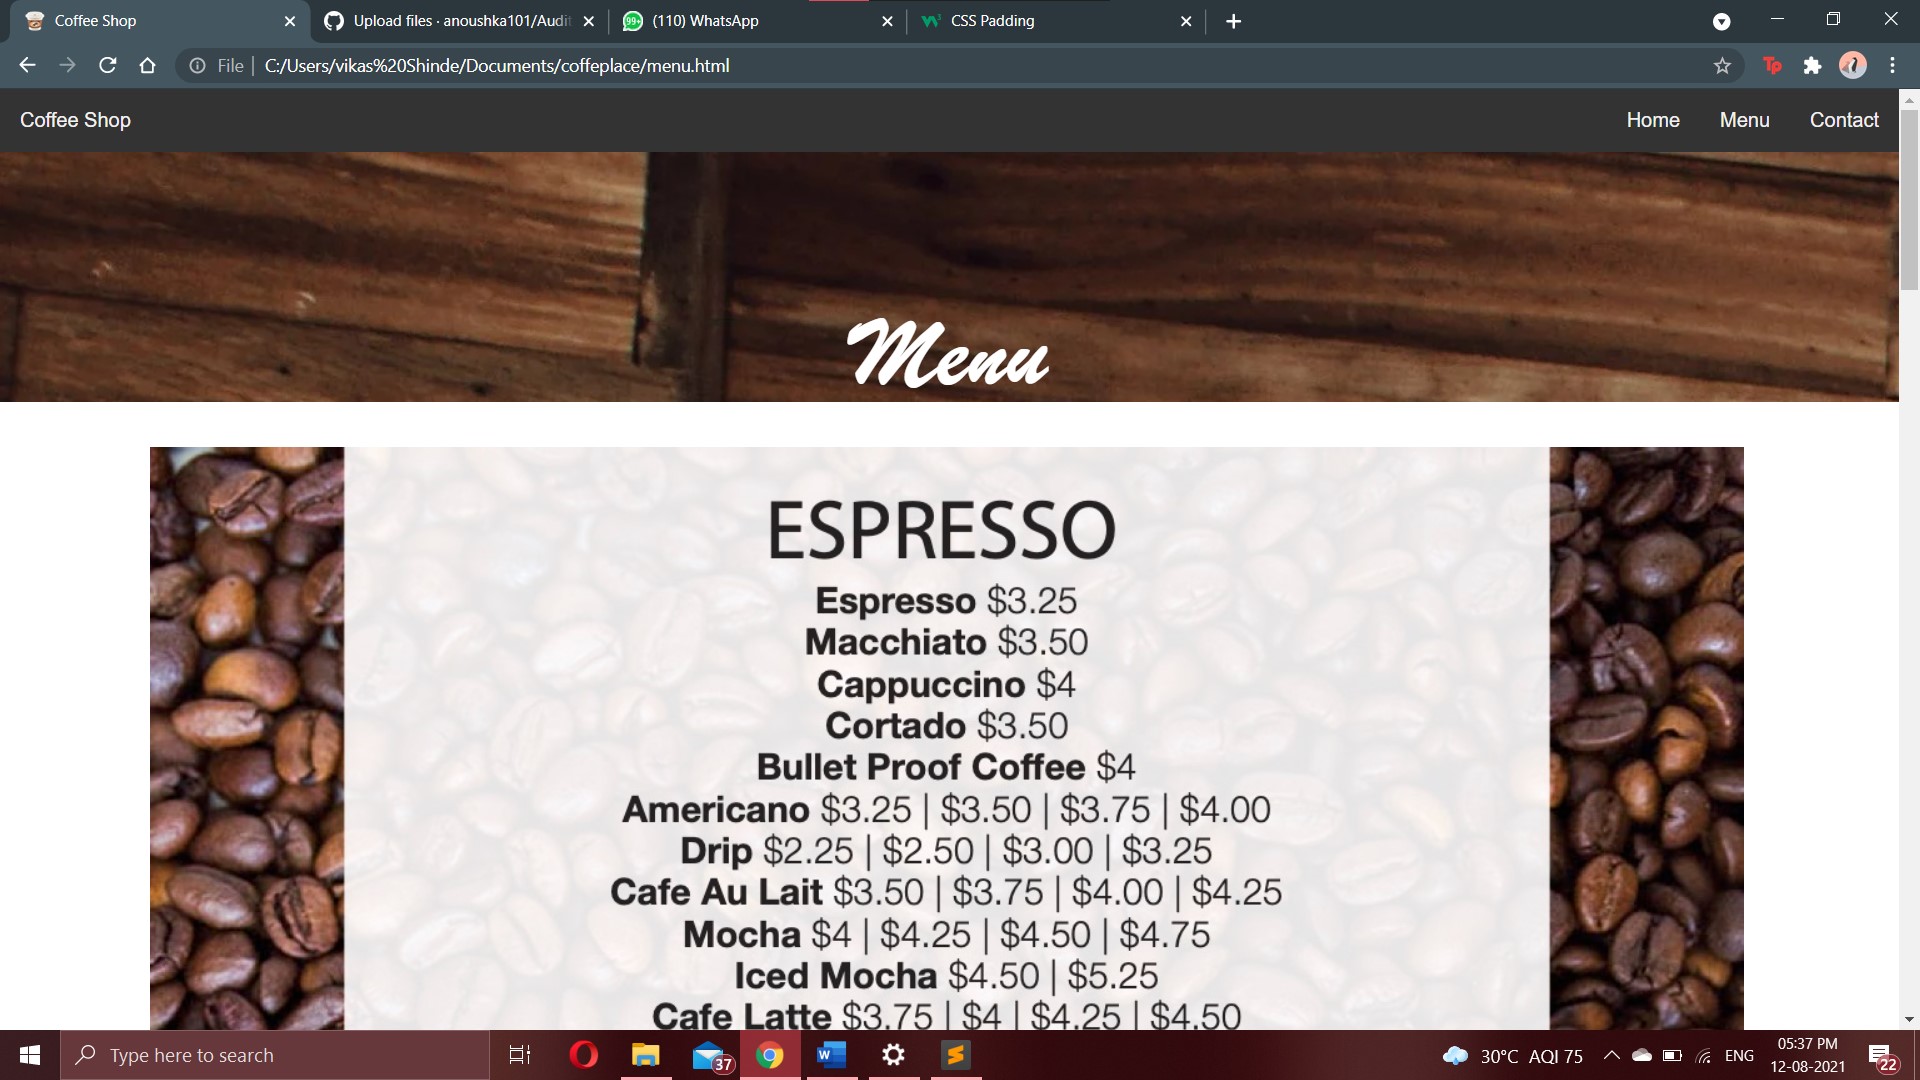 Coffee Shop
Upload files · anoushka101/Audit
(110) WhatsApp
CSS Padding
File
C:/Users/vikas%20Shinde/Documents/coffeplace/menu.html
Tp
Coffee Shop
Home
Menu
Contact
Menu
ESPRESSO
Espresso $3.25
Macchiato $3.50
Cappuccino $4
Cortado $3.50
Bullet Proof Coffee $4
Americano $3.25 | $3.50 | $3.75 | $4.00
Drip $2.25 | $2.50 | $3.00 | $3.25
Cafe Au Lait $3.50 | $3.75 | $4.00 | $4.25
Mocha $4 | $4.25 | $4.50 | $4.75
Iced Mocha $4.50 | $5.25
Cafe Latte $3.75 | $4 | $4.25 | $4.50
Type here to search
37
30°C AQI 75
ENG
05:37 PM
12-08-2021
22